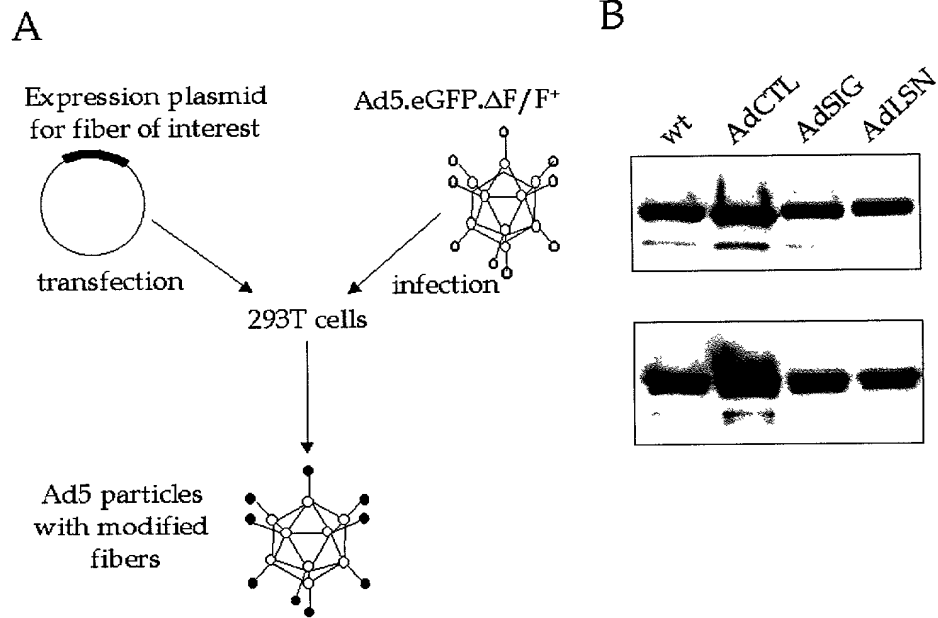 A
Expression plasmid
for fiber of interest
transfection
Ad5.eGFP.ΔF/F⁺
infection
293T cells
Ad5 particles
with modified
fibers
B
wt
AdCTL
AdSIG
AdLSN